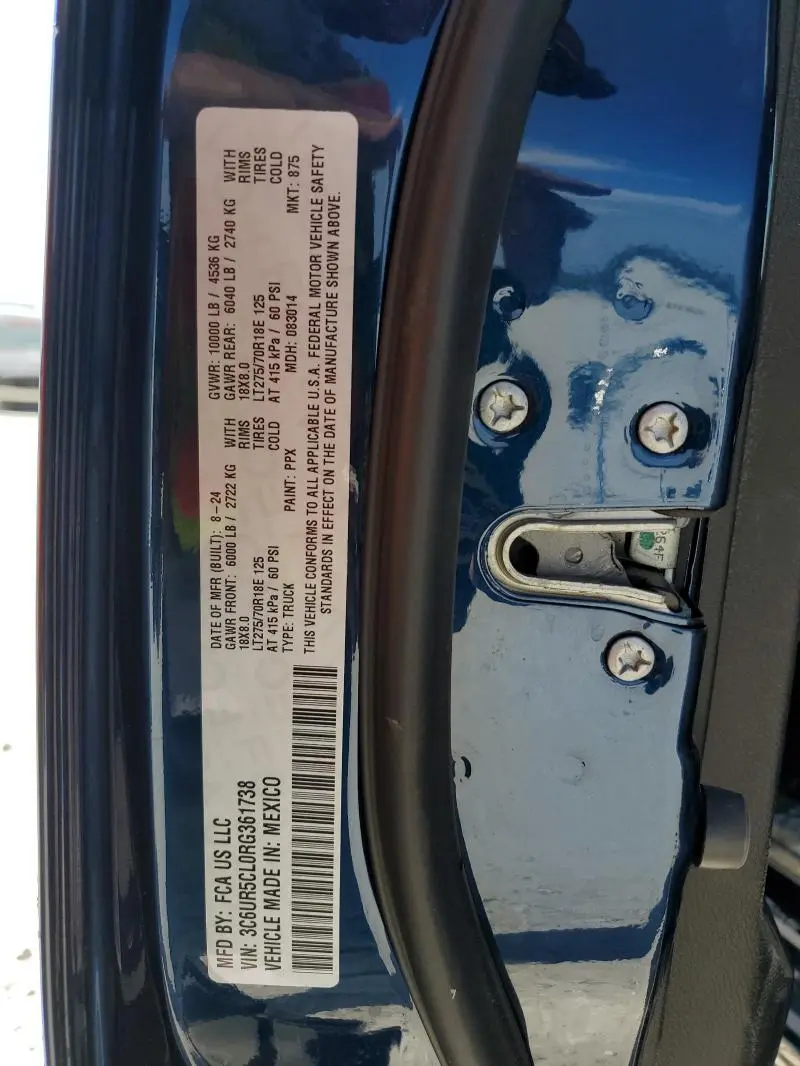 MFD BY: FCA US LLC
VIN: 3C6UR5CL0RG361738
VEHICLE MADE IN: MEXICO
DATE OF MFR (BUILT): 8-24 GVWR: 10000 LB / 4536 KG
GAWR FRONT: 6000 LB / 2722 KG WITH GAWR REAR: 6040 LB / 2740 KG WITH
18X8.0 RIMS 18X8.0 RIMS
LT275/70R18E 125 TIRES LT275/70R18E 125 TIRES
AT 415 kPa / 60 PSI COLD AT 415 kPa / 60 PSI COLD
TYPE: TRUCK PAINT: PPX MDH: 083014 MKT: 875
THIS VEHICLE CONFORMS TO ALL APPLICABLE U.S.A. FEDERAL MOTOR VEHICLE SAFETY
STANDARDS IN EFFECT ON THE DATE OF MANUFACTURE SHOWN ABOVE.